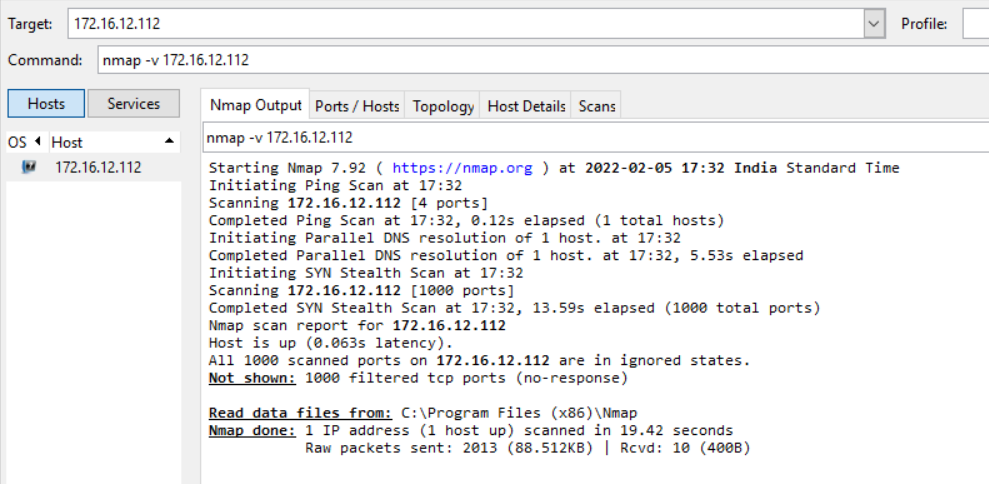 Target: 172.16.12.112 Profile:
Command: nmap -v 172.16.12.112
Hosts Services Nmap Output Ports / Hosts Topology Host Details Scans
OS Host
172.16.12.112
nmap -v 172.16.12.112
Starting Nmap 7.92 ( https://nmap.org ) at 2022-02-05 17:32 India Standard Time
Initiating Ping Scan at 17:32
Scanning 172.16.12.112 [4 ports]
Completed Ping Scan at 17:32, 0.12s elapsed (1 total hosts)
Initiating Parallel DNS resolution of 1 host. at 17:32
Completed Parallel DNS resolution of 1 host. at 17:32, 5.53s elapsed
Initiating SYN Stealth Scan at 17:32
Scanning 172.16.12.112 [1000 ports]
Completed SYN Stealth Scan at 17:32, 13.59s elapsed (1000 total ports)
Nmap scan report for 172.16.12.112
Host is up (0.063s latency).
All 1000 scanned ports on 172.16.12.112 are in ignored states.
Not shown: 1000 filtered tcp ports (no-response)
Read data files from: C:\Program Files (x86)\Nmap
Nmap done: 1 IP address (1 host up) scanned in 19.42 seconds
Raw packets sent: 2013 (88.512KB) | Rcvd: 10 (400B)